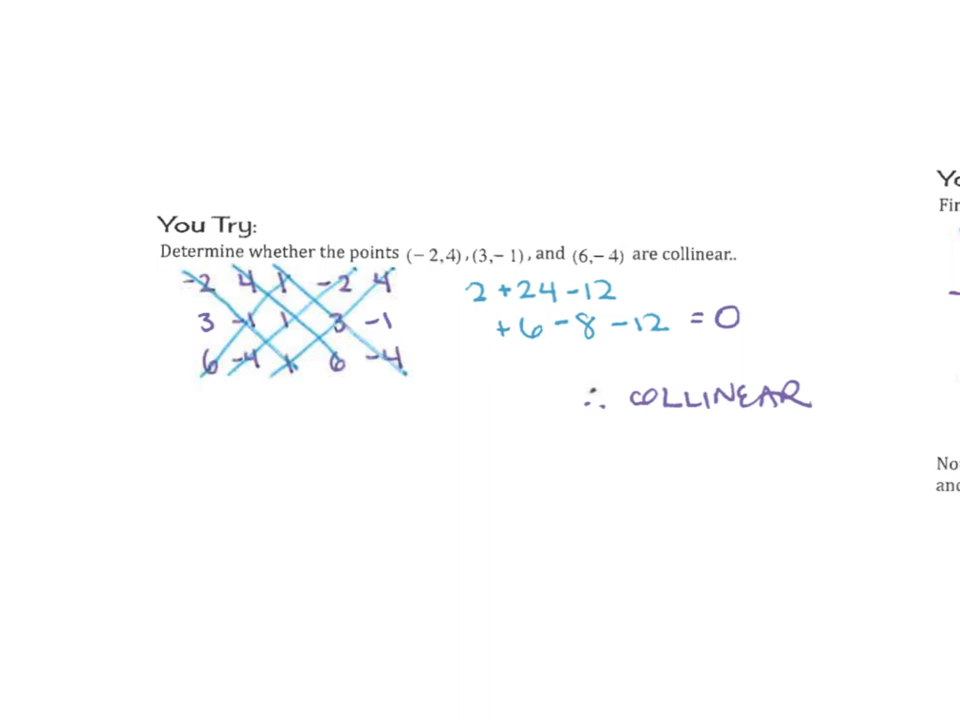 You Try:
Determine whether the points (−2,4), (3,−1), and (6,−4) are collinear..
-2 4 1 -2 4
3 -1 1 3 -1
6 -4 1 6 -4
2 + 24 - 12
+ 6 - 8 - 12 = 0
∴ COLLINEAR
Yo
Fir
No
and